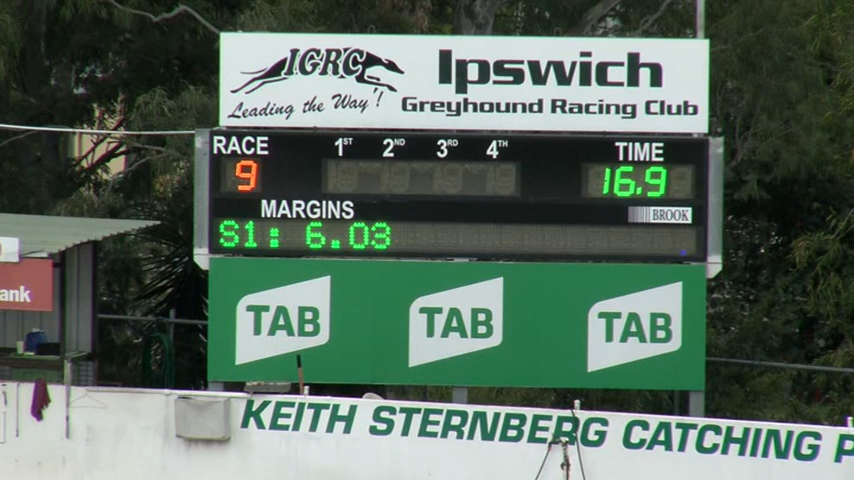 IGRC
Leading the Way'!
Ipswich
Greyhound Racing Club
RACE 1ST 2ND 3RD 4TH TIME
9 16.9
MARGINS BROOK
S1: 6.03
ank
TAB TAB TAB
KEITH STERNBERG CATCHING P